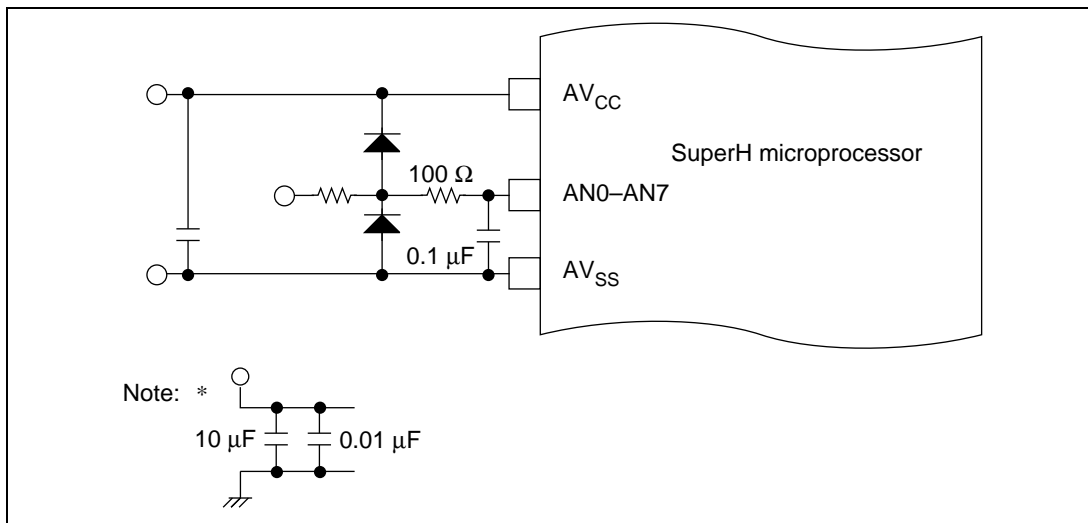 AVCC
SuperH microprocessor
100 Ω
AN0–AN7
0.1 μF
AVSS
Note: *
10 μF
0.01 μF